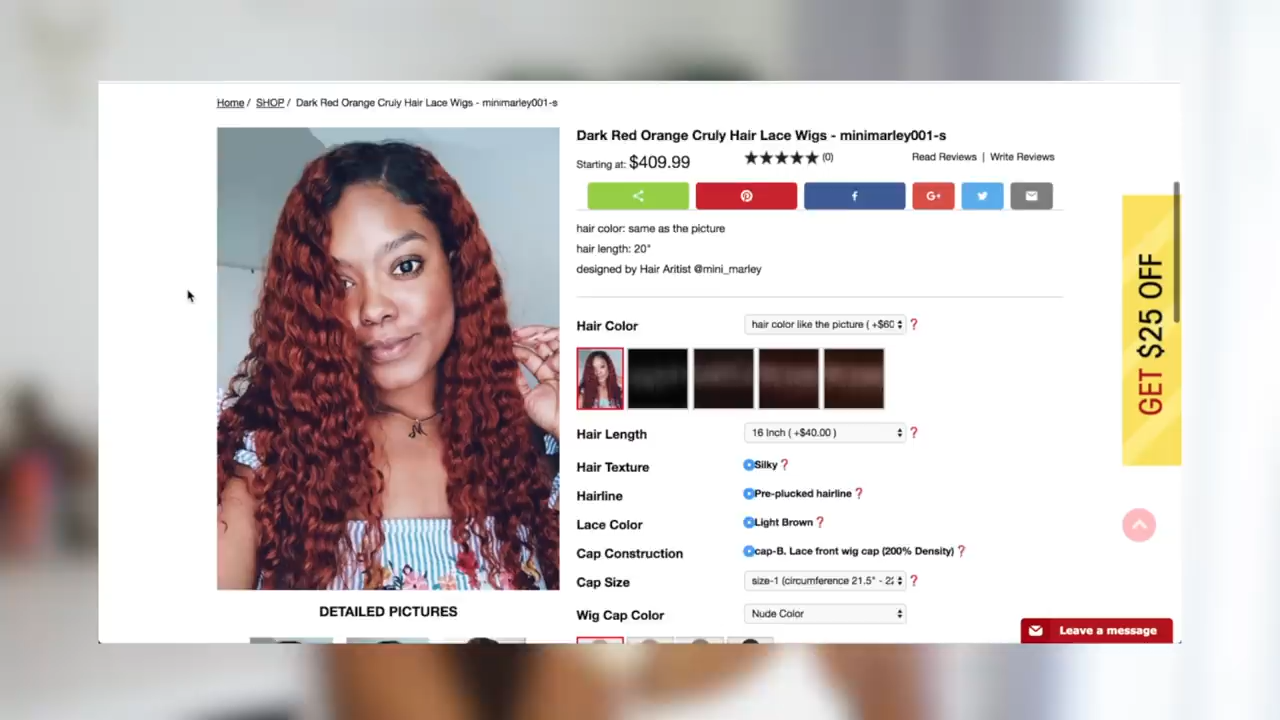 Home / SHOP / Dark Red Orange Cruly Hair Lace Wigs - minimarley001-s
Dark Red Orange Cruly Hair Lace Wigs - minimarley001-s
Starting at: $409.99
(0)
Read Reviews | Write Reviews
G+
hair color: same as the picture
hair length: 20"
designed by Hair Aritist @mini_marley
GET $25 OFF
Hair Color
hair color like the picture ( +$60
?
Hair Length
16 Inch ( +$40.00 )
?
Hair Texture
Silky ?
Hairline
Pre-plucked hairline ?
Lace Color
Light Brown ?
Cap Construction
cap-B. Lace front wig cap (200% Density) ?
Cap Size
size-1 (circumference 21.5" - 22
?
Wig Cap Color
Nude Color
DETAILED PICTURES
Leave a message